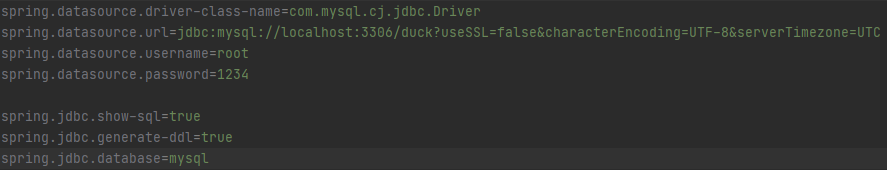 spring.datasource.driver-class-name=com.mysql.cj.jdbc.Driver
spring.datasource.url=jdbc:mysql://localhost:3306/duck?useSSL=false&characterEncoding=UTF-8&serverTimezone=UTC
spring.datasource.username=root
spring.datasource.password=1234
spring.jdbc.show-sql=true
spring.jdbc.generate-ddl=true
spring.jdbc.database=mysql